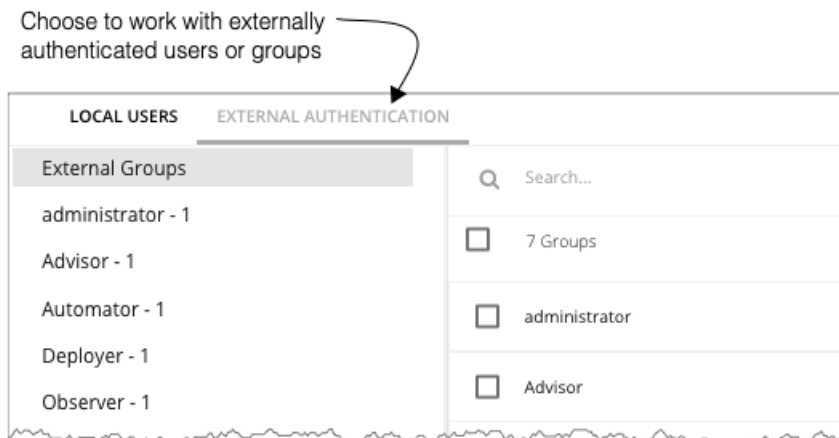 Choose to work with externally
authenticated users or groups
LOCAL USERS EXTERNAL AUTHENTICATION
External Groups
administrator - 1
Advisor - 1
Automator - 1
Deployer - 1
Observer - 1
Search...
7 Groups
administrator
Advisor